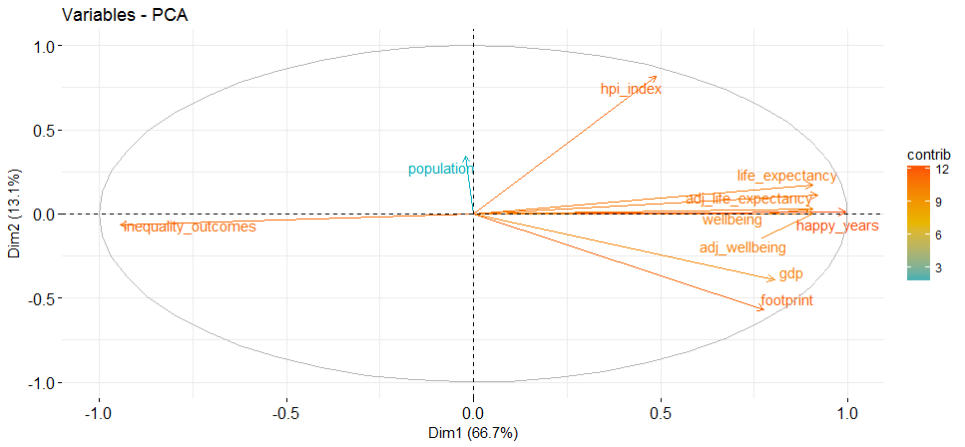 Variables - PCA
1.0
0.5
0.0
-0.5
-1.0
Dim2 (13.1%)
hpi_index
population
life_expectancy
adj_life_expectancy
wellbeing
happy_years
inequality_outcomes
adj_wellbeing
gdp
footprint
-1.0
-0.5
0.0
0.5
1.0
Dim1 (66.7%)
contrib
12
9
6
3